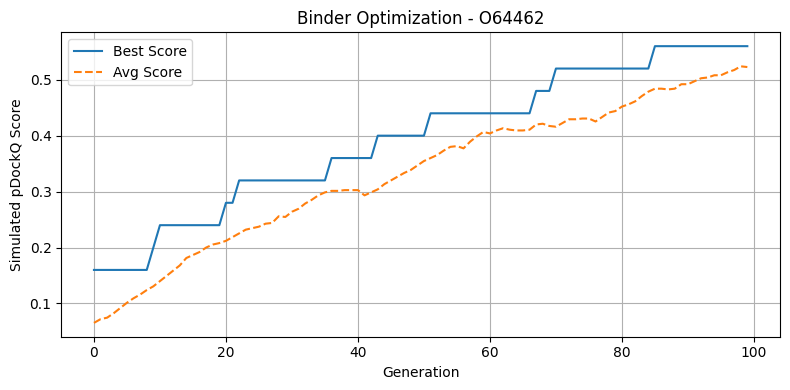 Binder Optimization - O64462
Best Score
Avg Score
Simulated pDockQ Score
0.5
0.4
0.3
0.2
0.1
0 20 40 60 80 100
Generation